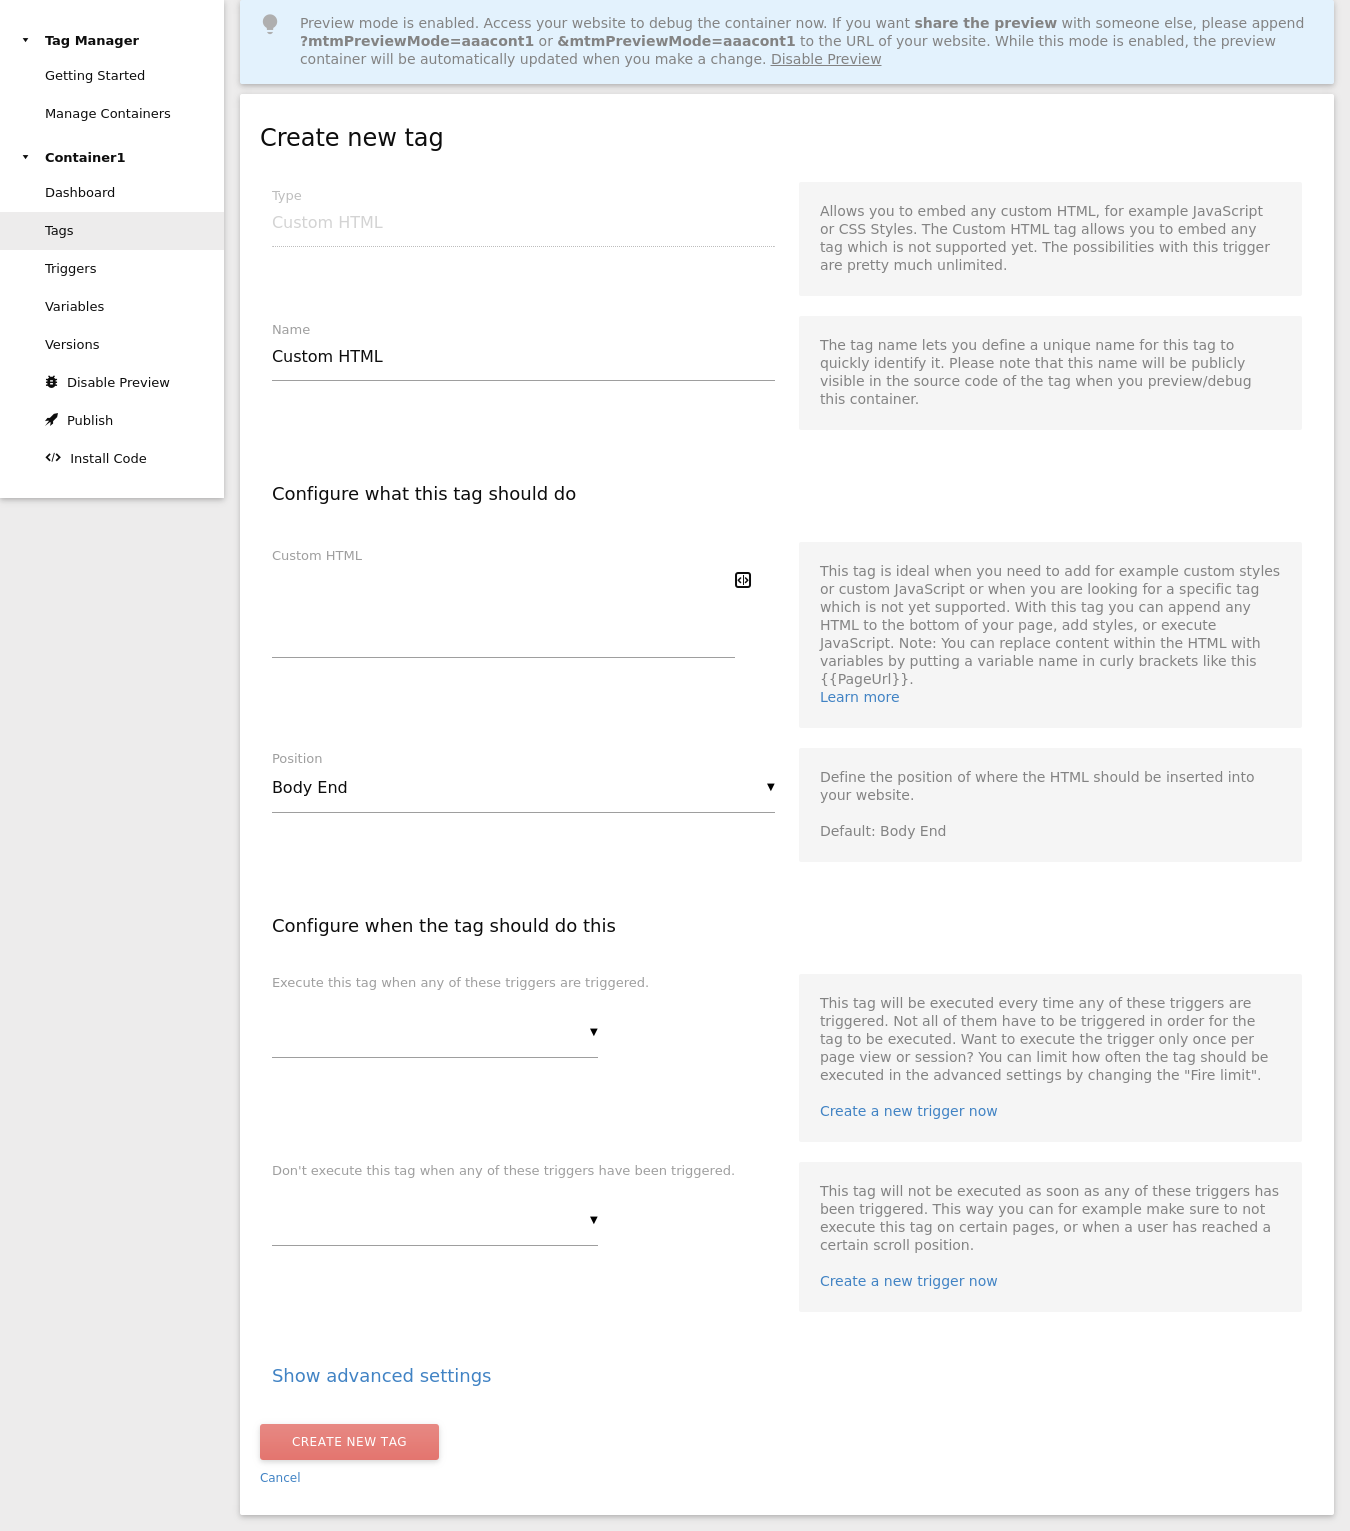 Tag Manager
Getting Started
Manage Containers
Container1
Dashboard
Tags
Triggers
Variables
Versions
Disable Preview
Publish
Install Code
Preview mode is enabled. Access your website to debug the container now. If you want share the preview with someone else, please append
?mtmPreviewMode=aaacont1 or &mtmPreviewMode=aaacont1 to the URL of your website. While this mode is enabled, the preview
container will be automatically updated when you make a change. Disable Preview
Create new tag
Type
Custom HTML
Allows you to embed any custom HTML, for example JavaScript
or CSS Styles. The Custom HTML tag allows you to embed any
tag which is not supported yet. The possibilities with this trigger
are pretty much unlimited.
Name
Custom HTML
The tag name lets you define a unique name for this tag to
quickly identify it. Please note that this name will be publicly
visible in the source code of the tag when you preview/debug
this container.
Configure what this tag should do
Custom HTML
This tag is ideal when you need to add for example custom styles
or custom JavaScript or when you are looking for a specific tag
which is not yet supported. With this tag you can append any
HTML to the bottom of your page, add styles, or execute
JavaScript. Note: You can replace content within the HTML with
variables by putting a variable name in curly brackets like this
{{PageUrl}}.
Learn more
Position
Body End
Define the position of where the HTML should be inserted into
your website.
Default: Body End
Configure when the tag should do this
Execute this tag when any of these triggers are triggered.
This tag will be executed every time any of these triggers are
triggered. Not all of them have to be triggered in order for the
tag to be executed. Want to execute the trigger only once per
page view or session? You can limit how often the tag should be
executed in the advanced settings by changing the "Fire limit".
Create a new trigger now
Don't execute this tag when any of these triggers have been triggered.
This tag will not be executed as soon as any of these triggers has
been triggered. This way you can for example make sure to not
execute this tag on certain pages, or when a user has reached a
certain scroll position.
Create a new trigger now
Show advanced settings
CREATE NEW TAG
Cancel